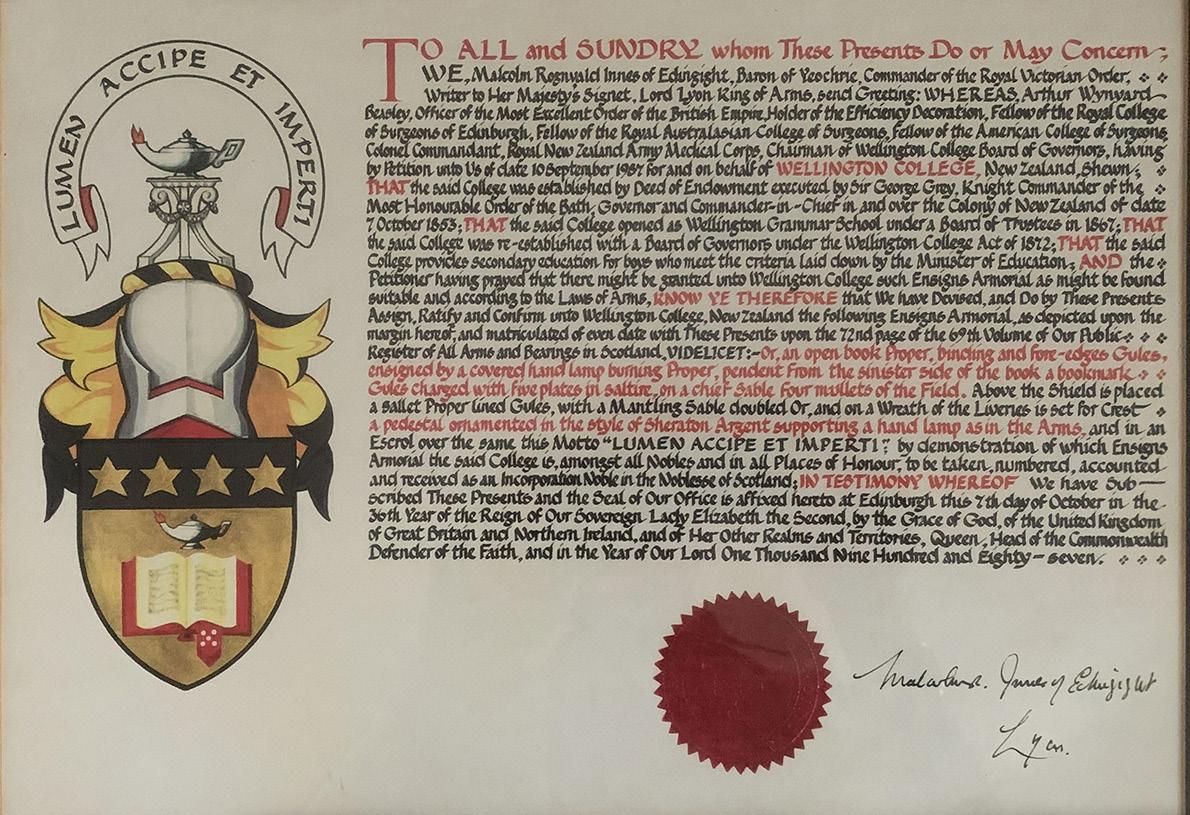 LUMEN ACCIPE ET IMPERTI
TO ALL and SUNDRY whom These Presents Do or May Concern;
WE, Malcolm Rognvald Innes of Edingight, Baron of Yeochrie, Commander of the Royal Victorian Order,
Writer to Her Majesty's Signet, Lord Lyon King of Arms, send Greeting: WHEREAS, Arthur Wynyard
Beasley, Officer of the Most Excellent Order of the British Empire, Holder of the Efficiency Decoration, Fellow of the Royal College
of Surgeons of Edinburgh, Fellow of the Royal Australasian College of Surgeons, Fellow of the American College of Surgeons
Colonel Commandant, Royal New Zealand Army Medical Corps, Chairman of Wellington College Board of Governors, having
by Petition unto Us of date 10 September 1987 for and on behalf of WELLINGTON COLLEGE, New Zealand, Shewn;
THAT the said College was established by Deed of Endowment executed by Sir George Grey, Knight Commander of the
Most Honourable Order of the Bath, Governor and Commander-in-Chief in and over the Colony of New Zealand of date
7 October 1853; THAT the said College opened as Wellington Grammar School under a Board of Trustees in 1867; THAT
the said College was re-established with a Board of Governors under the Wellington College Act of 1872; THAT the said
College provides secondary education for boys who meet the criteria laid down by the Minister of Education; AND the
Petitioner having prayed that there might be granted unto Wellington College such Ensigns Armorial as might be found
suitable and according to the Laws of Arms, KNOW YE THEREFORE that We have Devised, and Do by These Presents
Assign, Ratify and Confirm unto Wellington College, New Zealand the following Ensigns Armorial, as depicted upon the
margin hereof, and matriculated of even date with These Presents upon the 72nd page of the 69th Volume of Our Public
Register of All Arms and Bearings in Scotland, VIDELICET:- Or, an open book Proper, binding and fore-edges Gules,
ensigned by a covered hand lamp burning Proper, pendent from the sinister side of the book a bookmark
Gules charged with five plates in saltire, on a chief Sable four mullets of the Field. Above the Shield is placed
a sallet Proper lined Gules, with a Mantling Sable doubled Or, and on a Wreath of the Liveries is set for Crest
a pedestal ornamented in the style of Sheraton Argent supporting a hand lamp as in the Arms, and in an
Escrol over the same this Motto "LUMEN ACCIPE ET IMPERTI": by demonstration of which Ensigns
Armorial the said College is, amongst all Nobles and in all Places of Honour, to be taken, numbered, accounted
and received as an Incorporation Noble in the Noblesse of Scotland; IN TESTIMONY WHEREOF We have Sub-
scribed These Presents and the Seal of Our Office is affixed hereto at Edinburgh this 7th day of October in the
36th Year of the Reign of Our Sovereign Lady Elizabeth the Second, by the Grace of God, of the United Kingdom
of Great Britain and Northern Ireland, and of Her Other Realms and Territories, Queen, Head of the Commonwealth
Defender of the Faith, and in the Year of Our Lord One Thousand Nine Hundred and Eighty-seven.
Malcolm R. Innes of Edingight
Lyon.